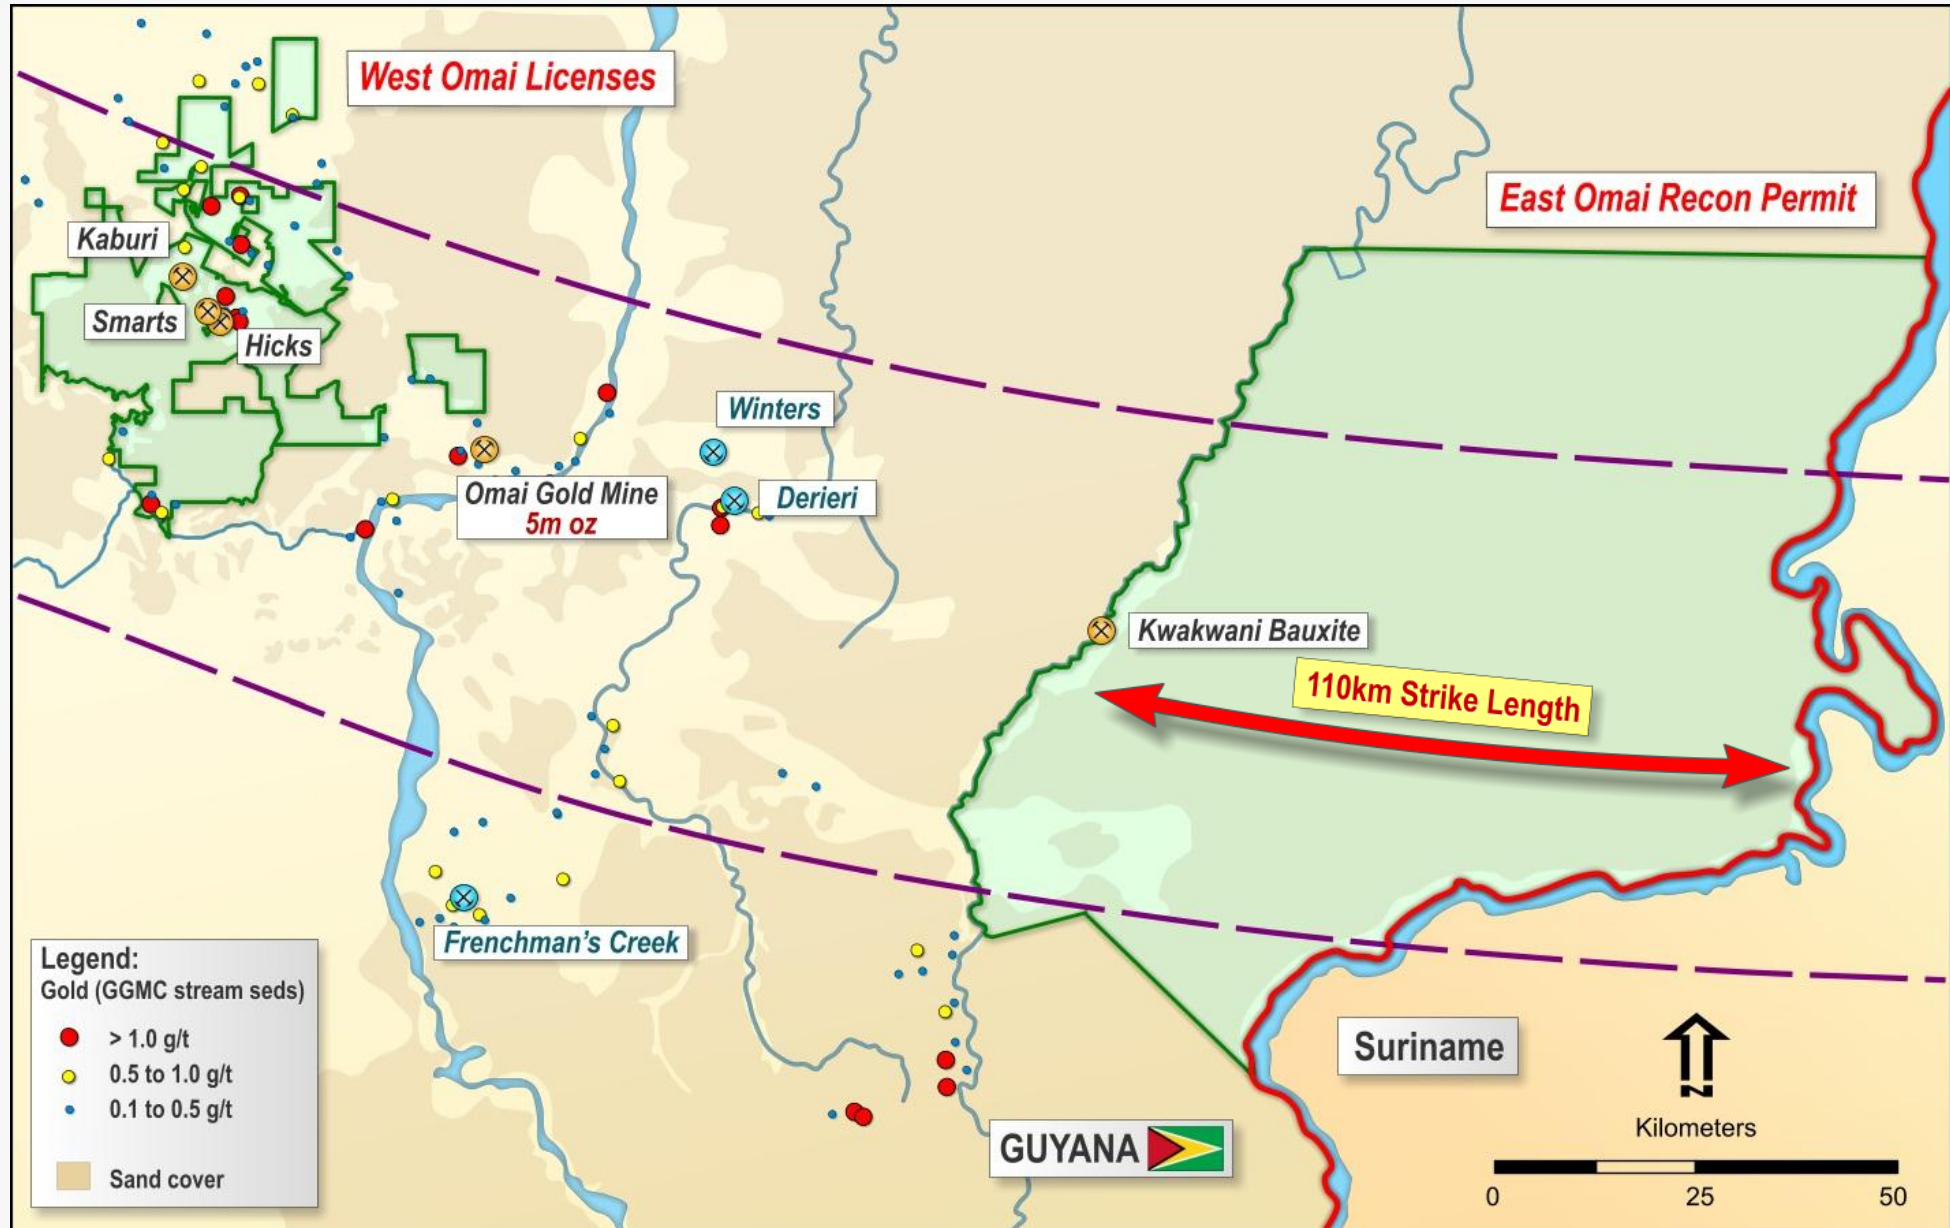 West Omai Licenses
East Omai Recon Permit
Kaburi
Smarts
Hicks
Winters
Omai Gold Mine
5m oz
Derieri
Kwakwani Bauxite
110km Strike Length
Frenchman's Creek
Legend:
Gold (GGMC stream seds)
> 1.0 g/t
0.5 to 1.0 g/t
0.1 to 0.5 g/t
Sand cover
Suriname
GUYANA
N
Kilometers
0 25 50